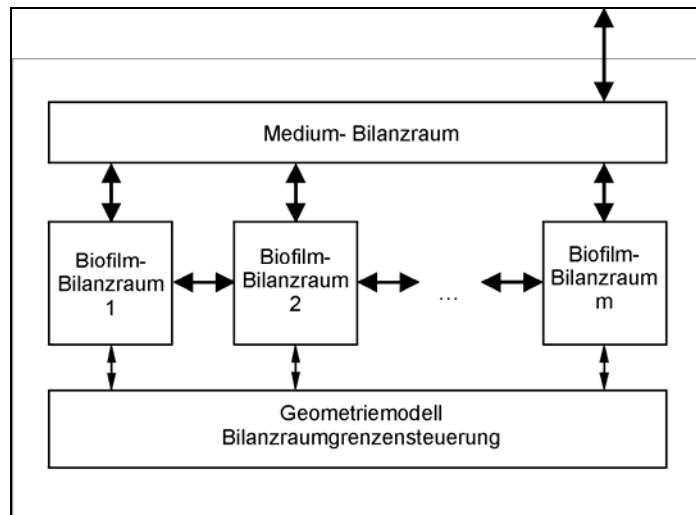 Medium- Bilanzraum
Biofilm-
Bilanzraum
1
Biofilm-
Bilanzraum
2
...
Biofilm-
Bilanzraum
m
Geometriemodell
Bilanzraumgrenzensteuerung